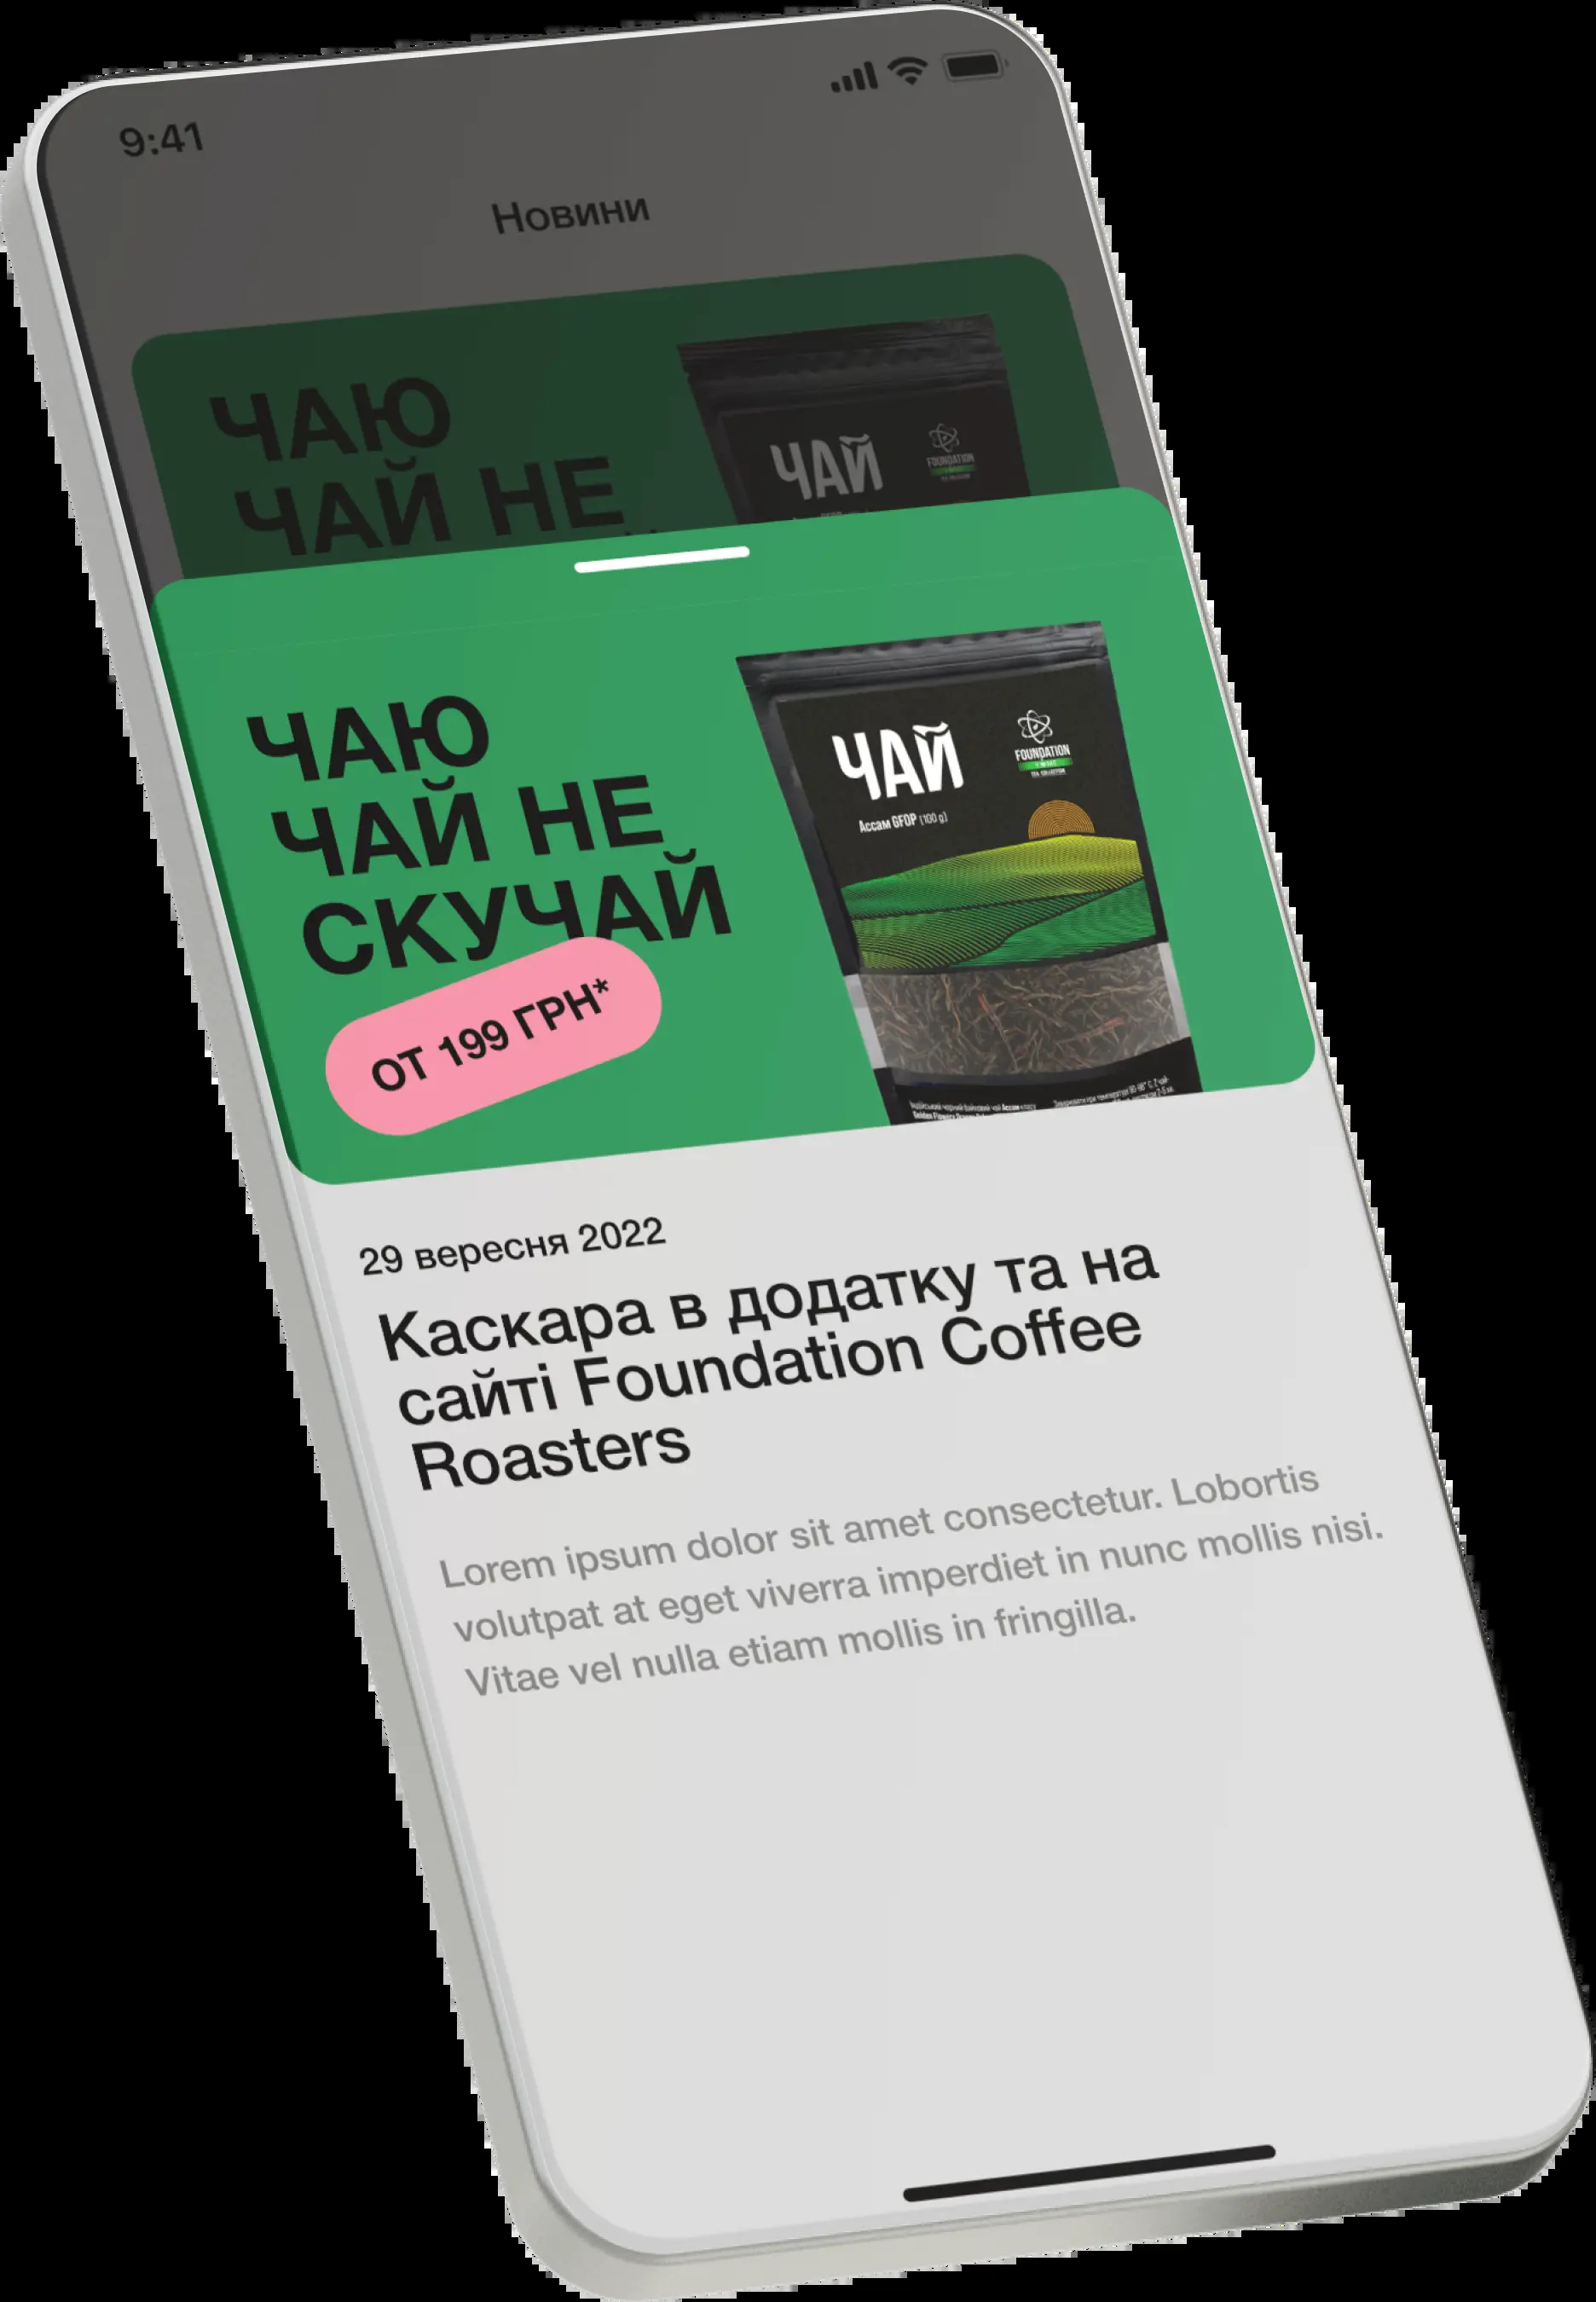 9:41
Новини
ЧАЮ
ЧАЙ НЕ
ЧАЙ
FOUNDATION
ЧАЮ
ЧАЙ НЕ
СКУЧАЙ
ОТ 199 ГРН*
ЧАЙ
Ассам GFOP (100 g)
FOUNDATION
TEA COLLECTION
29 вересня 2022
Каскара в додатку та на
сайті Foundation Coffee
Roasters
Lorem ipsum dolor sit amet consectetur. Lobortis
volutpat at eget viverra imperdiet in nunc mollis nisi.
Vitae vel nulla etiam mollis in fringilla.